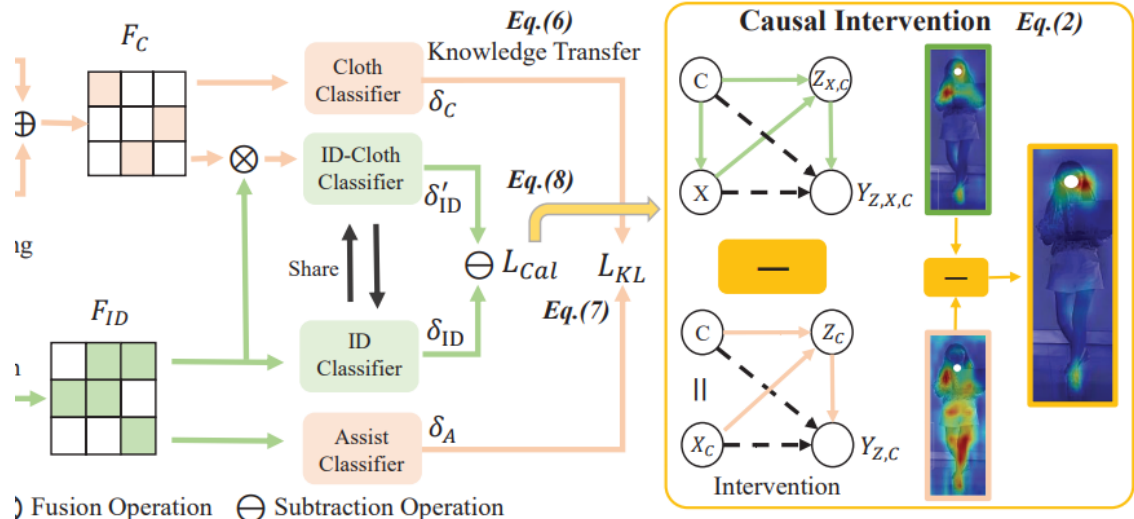 F_C
Cloth
Classifier
δ_C
Eq.(6)
Knowledge Transfer
ID-Cloth
Classifier
δ'_ID
Share
Eq.(8)
L_Cal
L_KL
Eq.(7)
F_ID
ID
Classifier
δ_ID
Assist
Classifier
δ_A
Fusion Operation
Subtraction Operation
Causal Intervention Eq.(2)
C
Z_{X,C}
X
Y_{Z,X,C}
C
Z_C
X_C
Y_{Z,C}
Intervention